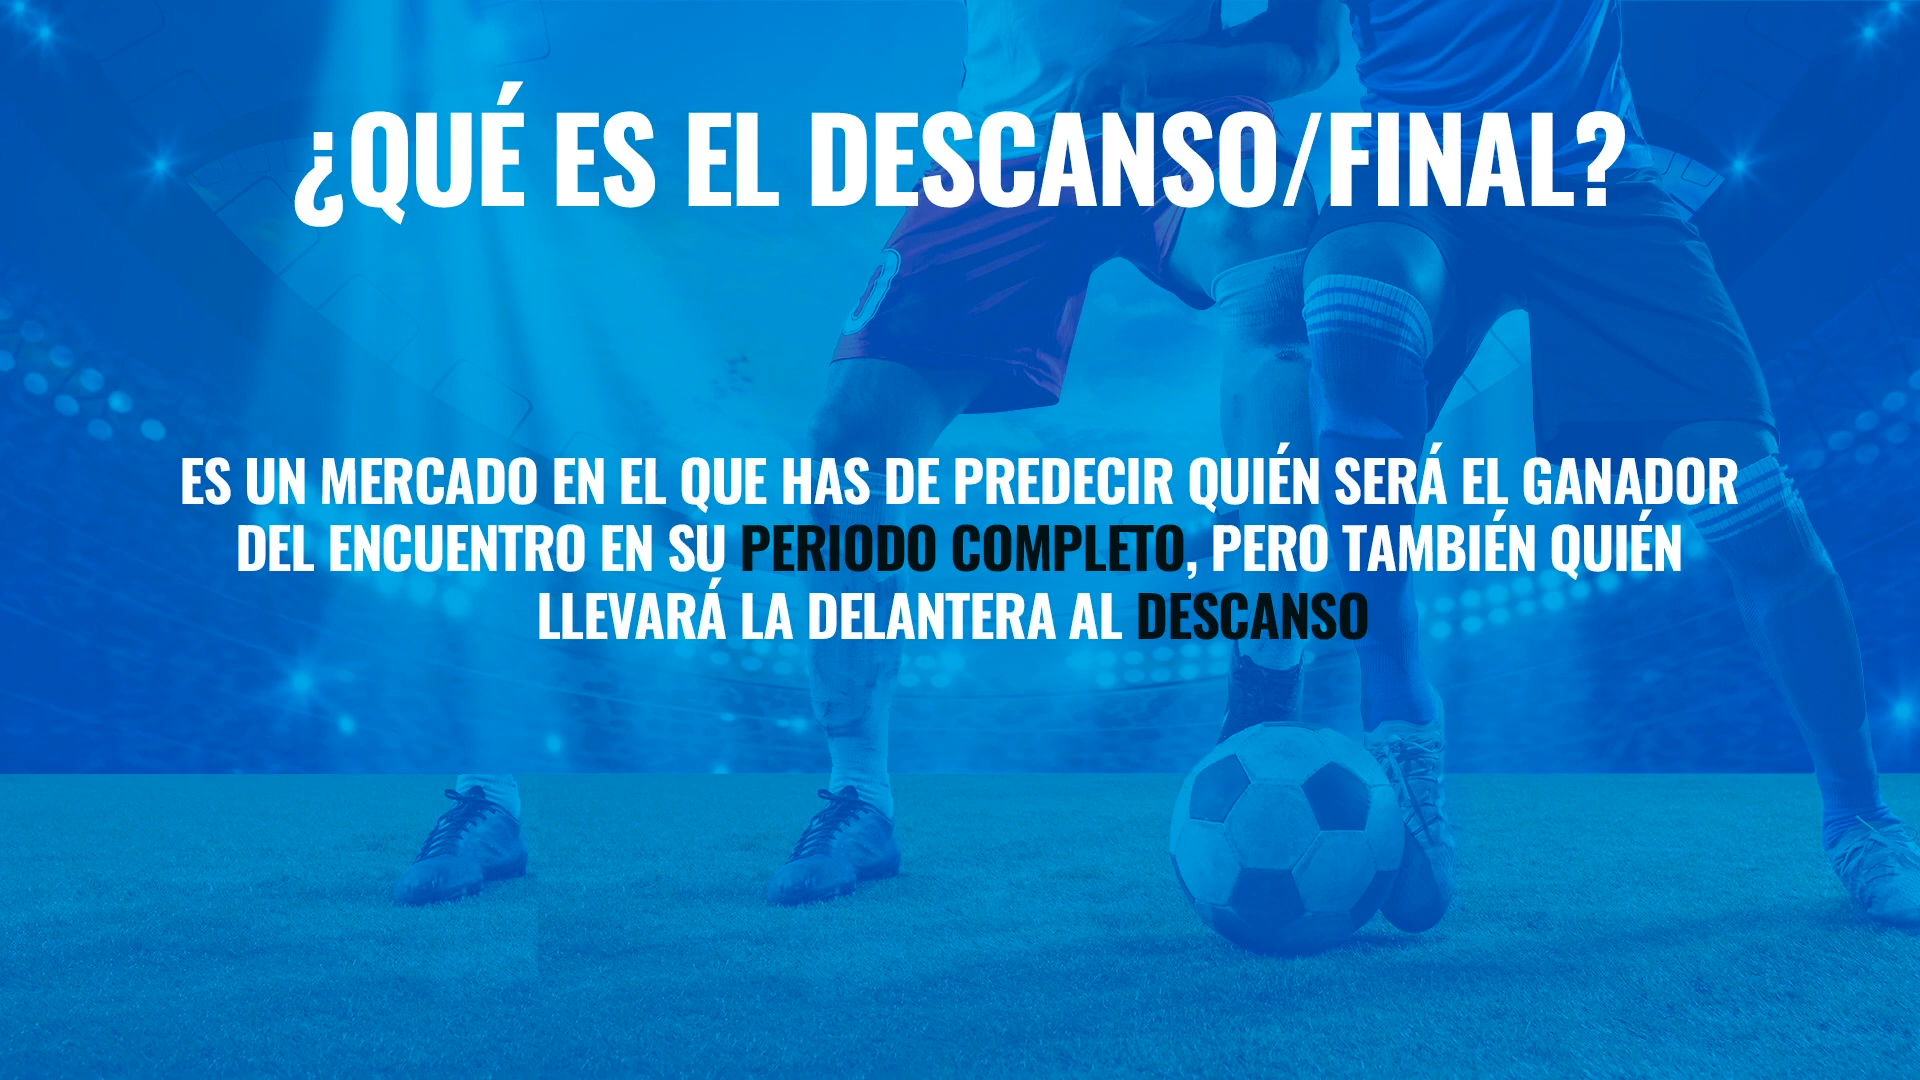 ¿QUÉ ES EL DESCANSO/FINAL?
ES UN MERCADO EN EL QUE HAS DE PREDECIR QUIÉN SERÁ EL GANADOR
DEL ENCUENTRO EN SU PERIODO COMPLETO, PERO TAMBIÉN QUIÉN
LLEVARÁ LA DELANTERA AL DESCANSO